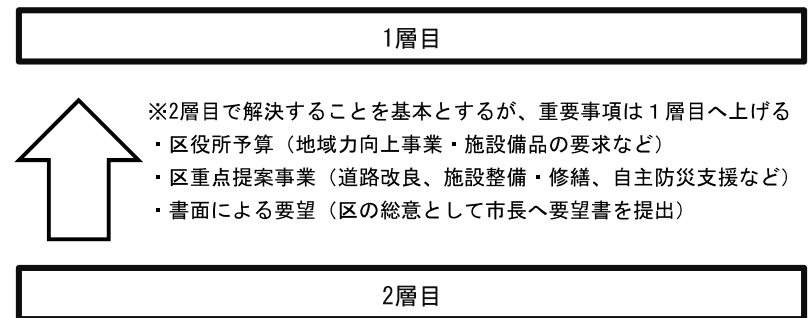 1層目
※2層目で解決することを基本とするが、重要事項は１層目へ上げる
・区役所予算（地域力向上事業・施設備品の要求など）
・区重点提案事業（道路改良、施設整備・修繕、自主防災支援など）
・書面による要望（区の総意として市長へ要望書を提出）
2層目